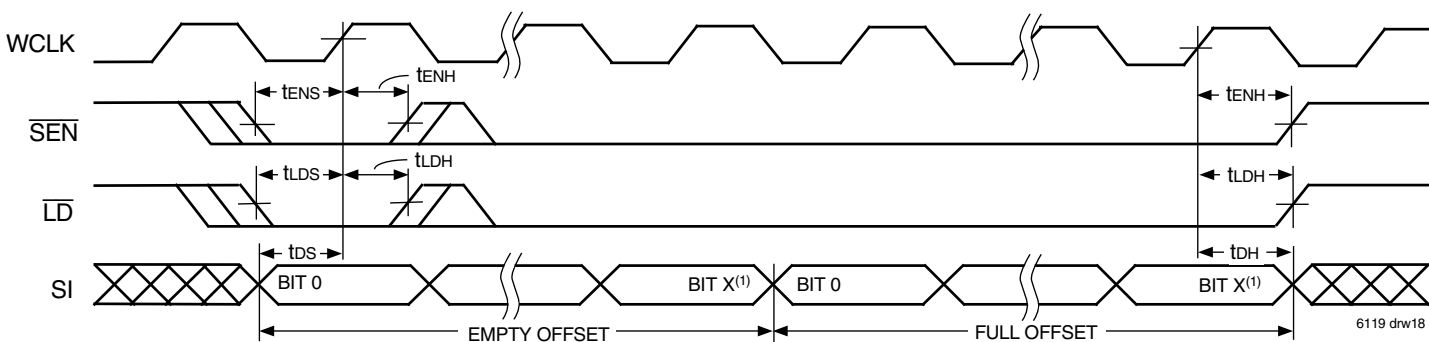 WCLK
tENS
tENH
tENH
SEN
tLDS
tLDH
tLDH
LD
tDS
tDH
SI
BIT 0
BIT X(1)
BIT 0
BIT X(1)
EMPTY OFFSET
FULL OFFSET
6119 drw18